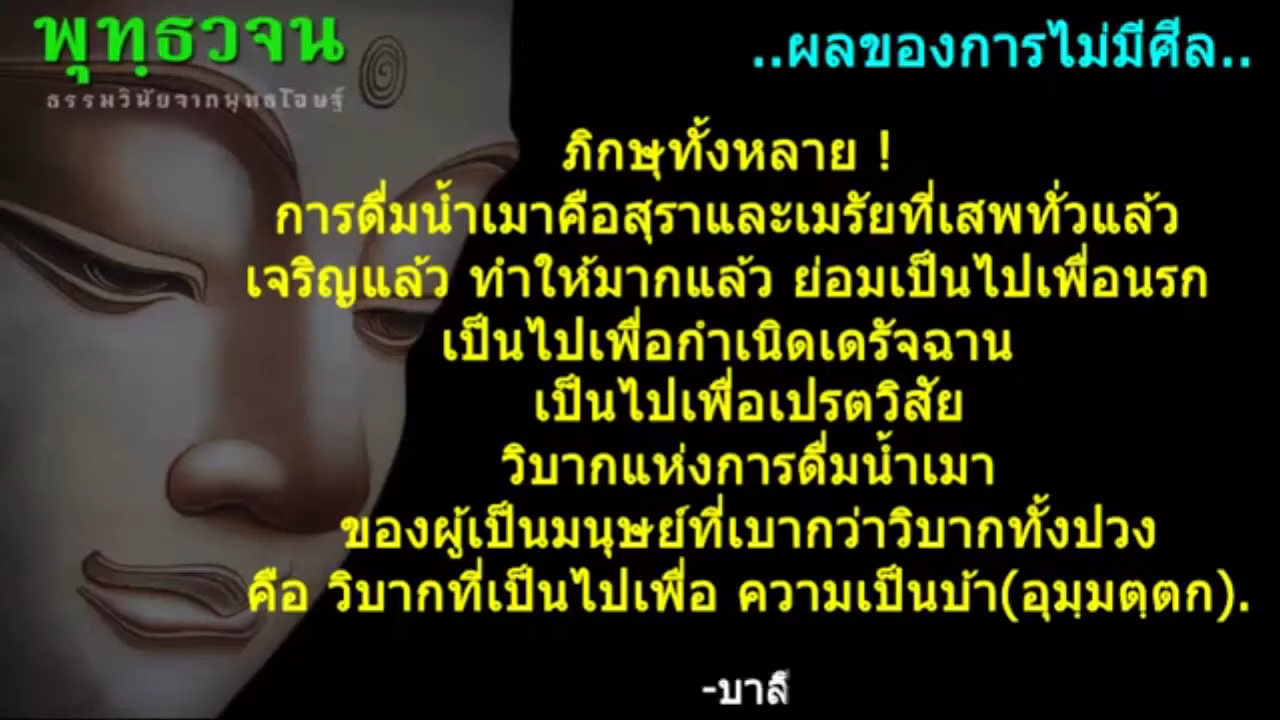 พุทฺธวจน
ธรรมวินัยจากพุทธโอษฐ์
..ผลของการไม่มีศีล..
ภิกษุทั้งหลาย !
การดื่มน้ำเมาคือสุราและเมรัยที่เสพทั่วแล้ว
เจริญแล้ว ทำให้มากแล้ว ย่อมเป็นไปเพื่อนรก
เป็นไปเพื่อกำเนิดเดรัจฉาน
เป็นไปเพื่อเปรตวิสัย
วิบากแห่งการดื่มน้ำเมา
ของผู้เป็นมนุษย์ที่เบากว่าวิบากทั้งปวง
คือ วิบากที่เป็นไปเพื่อ ความเป็นบ้า(อุมฺมตฺตก).
-บาลี